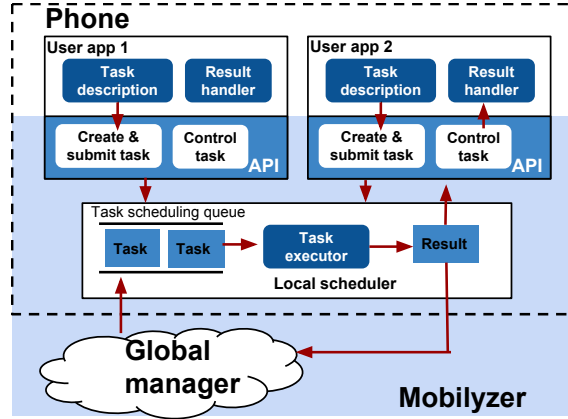 Phone
User app 1
Task
description
Result
handler
Create &
submit task
Control
task
API
User app 2
Task
description
Result
handler
Create &
submit task
Control
task
API
Task scheduling queue
Task
Task
Task
executor
Result
Local scheduler
Global
manager
Mobilyzer